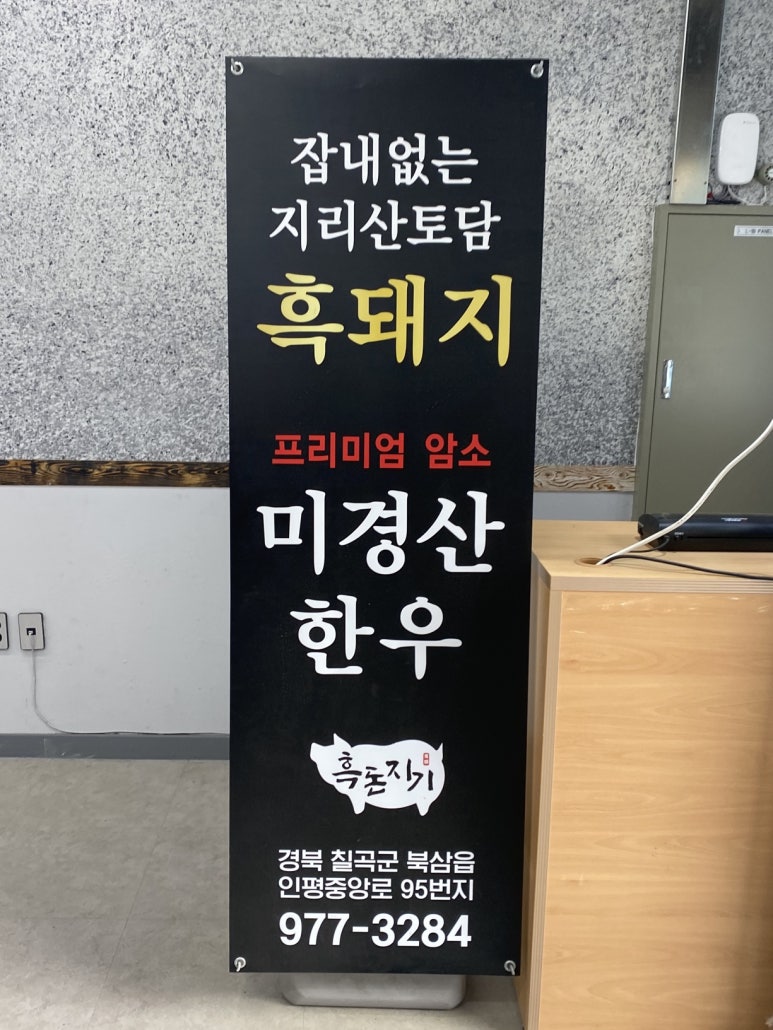 잡내없는
지리산토담
흑돼지
프리미엄 암소
미경산
한우
흑돈지기
경북 칠곡군 북삼읍
인평중앙로 95번지
977-3284
PANEL